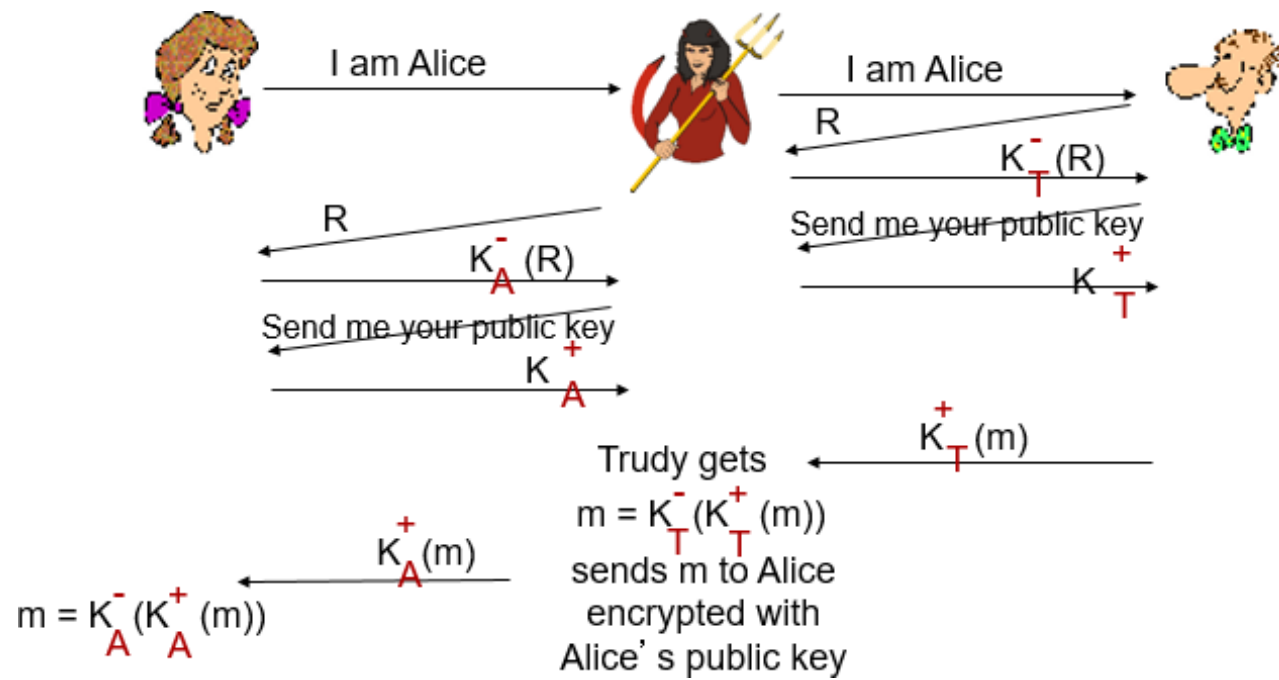 I am Alice
I am Alice
R
K⁻T(R)
Send me your public key
K⁺T
R
K⁻A(R)
Send me your public key
K⁺A
K⁺T(m)
Trudy gets
m = K⁻T(K⁺T(m))
sends m to Alice
encrypted with
Alice’s public key
K⁺A(m)
m = K⁻A(K⁺A(m))